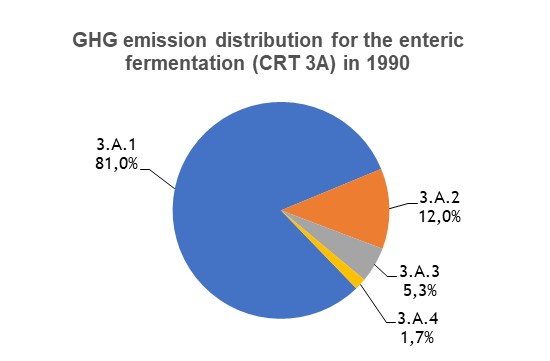 GHG emission distribution for the enteric
fermentation (CRT 3A) in 1990
3.A.1
81,0%
3.A.2
12,0%
3.A.3
5,3%
3.A.4
1,7%